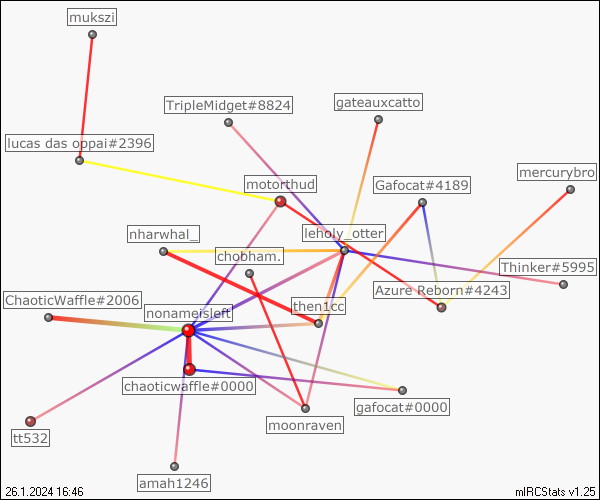 mukszi
TripleMidget#8824
gateauxcatto
lucas das oppai#2396
mercurybro
motorthud
Gafocat#4189
nharwhal_
leholy_otter
chobham.
Thinker#5995
Azure Reborn#4243
ChaoticWaffle#2006
nonameisleft
then1cc
chaoticwaffle#0000
gafocat#0000
moonraven
tt532
amah1246
26.1.2024 16:46
mIRCStats v1.25